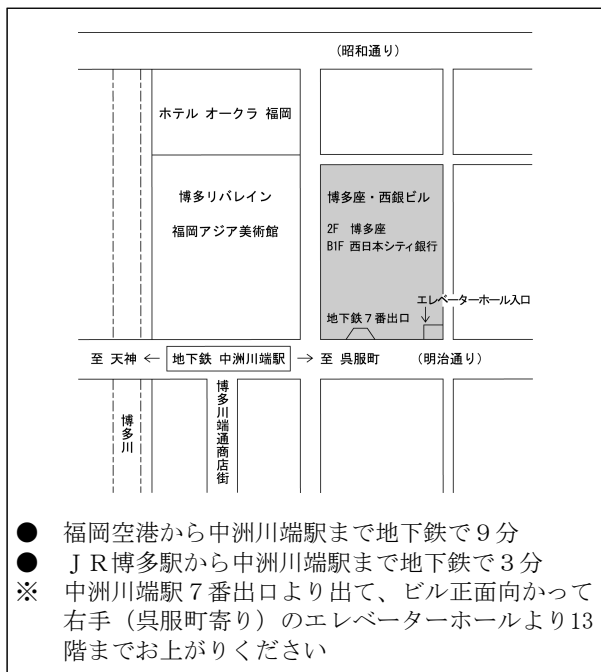 (昭和通り)
ホテル オークラ 福岡
博多リバレイン
福岡アジア美術館
博多座・西銀ビル
2F 博多座
B1F 西日本シティ銀行
エレベーターホール入口
地下鉄７番出口
至 天神 ← 地下鉄 中洲川端駅 → 至 呉服町 (明治通り)
博多川
博多川端通商店街
● 福岡空港から中洲川端駅まで地下鉄で９分
● ＪＲ博多駅から中洲川端駅まで地下鉄で３分
※ 中洲川端駅７番出口より出て、ビル正面向かって
右手（呉服町寄り）のエレベーターホールより13
階までお上がりください